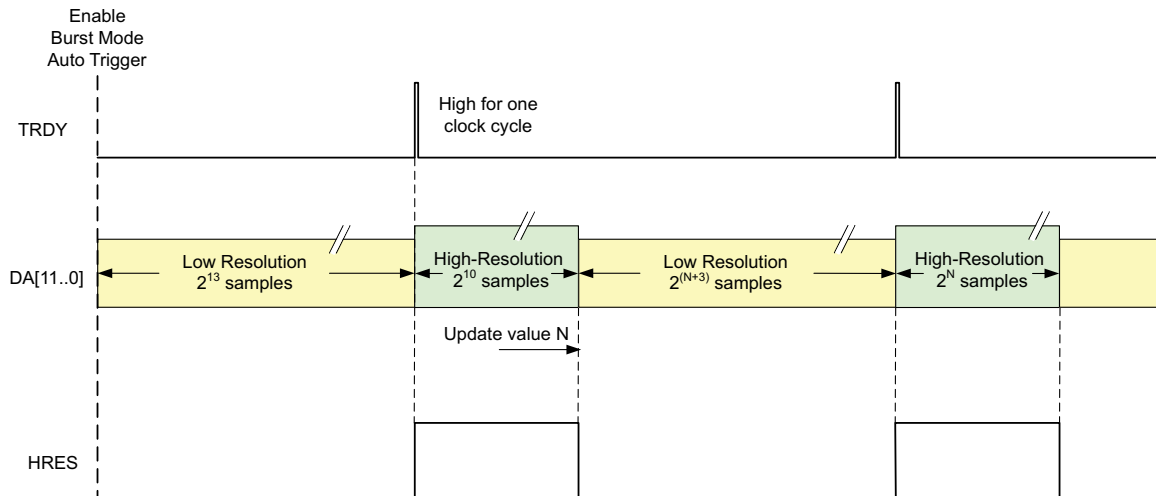 Enable
Burst Mode
Auto Trigger
TRDY
High for one
clock cycle
DA[11..0]
Low Resolution
2^13 samples
High-Resolution
2^10 samples
Low Resolution
2^(N+3) samples
High-Resolution
2^N samples
Update value N
HRES